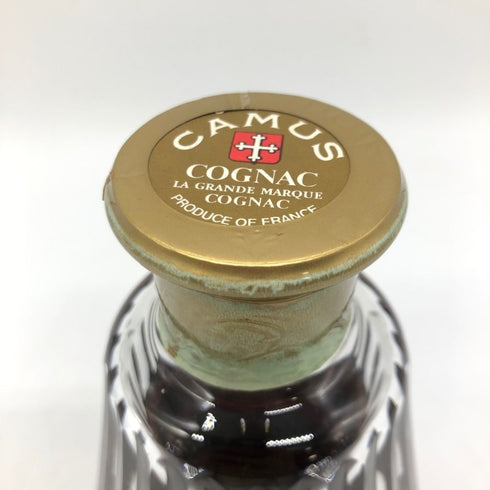 CAMUS
COGNAC
LA GRANDE MARQUE
COGNAC
PRODUCE OF FRANCE